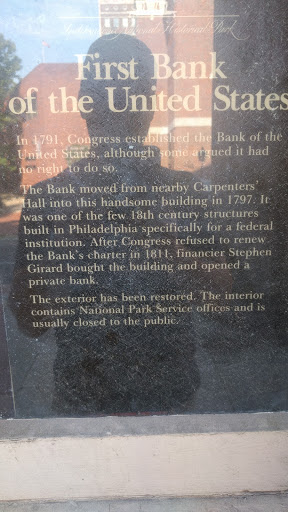 Historical Park
First Bank
of the United States
In 1791, Congress established the Bank of the
United States, although some argued it had
no right to do so.
The Bank moved from nearby Carpenters'
Hall into this handsome building in 1797. It
was one of the few 18th century structures
built in Philadelphia specifically for a federal
institution. After Congress refused to renew
the Bank's charter in 1811, financier Stephen
Girard bought the building and opened a
private bank.
The exterior has been restored. The interior
contains National Park Service offices and is
usually closed to the public.